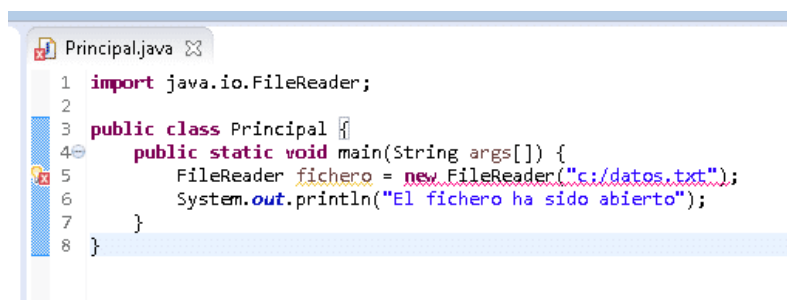 Principal.java
1 import java.io.FileReader;
2
3 public class Principal {
4 public static void main(String args[]) {
5 FileReader fichero = new FileReader("c:/datos.txt");
6 System.out.println("El fichero ha sido abierto");
7 }
8 }